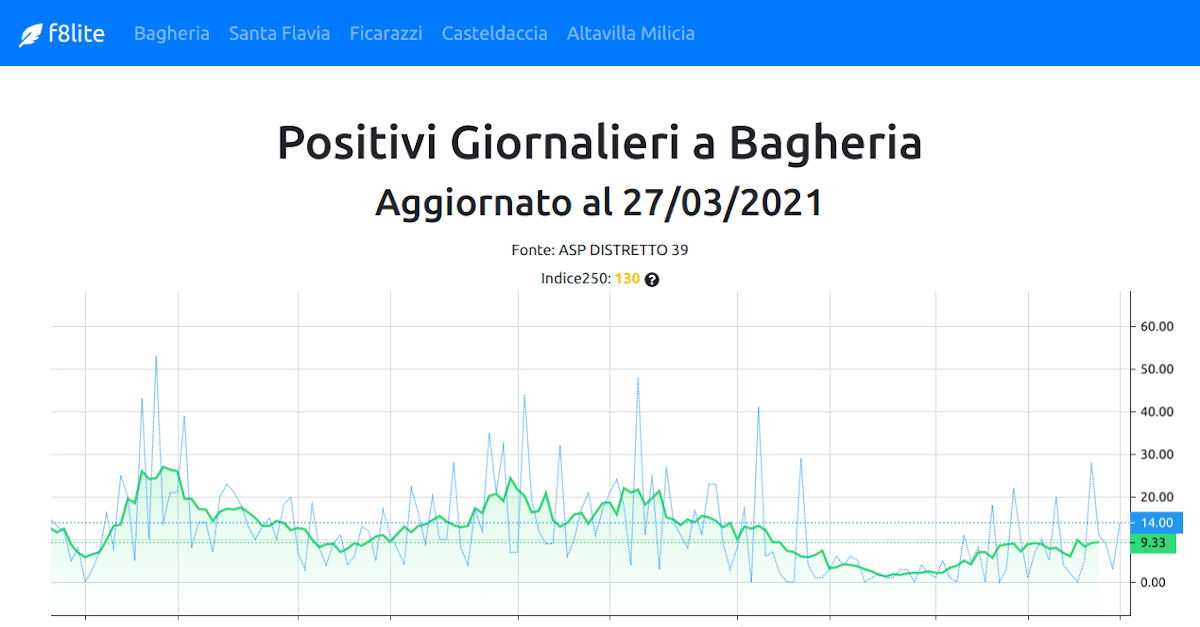 f8lite Bagheria Santa Flavia Ficarazzi Casteldaccia Altavilla Milicia
Positivi Giornalieri a Bagheria
Aggiornato al 27/03/2021
Fonte: ASP DISTRETTO 39
Indice250: 130 ?
60.00
50.00
40.00
30.00
20.00
14.00
9.33
0.00